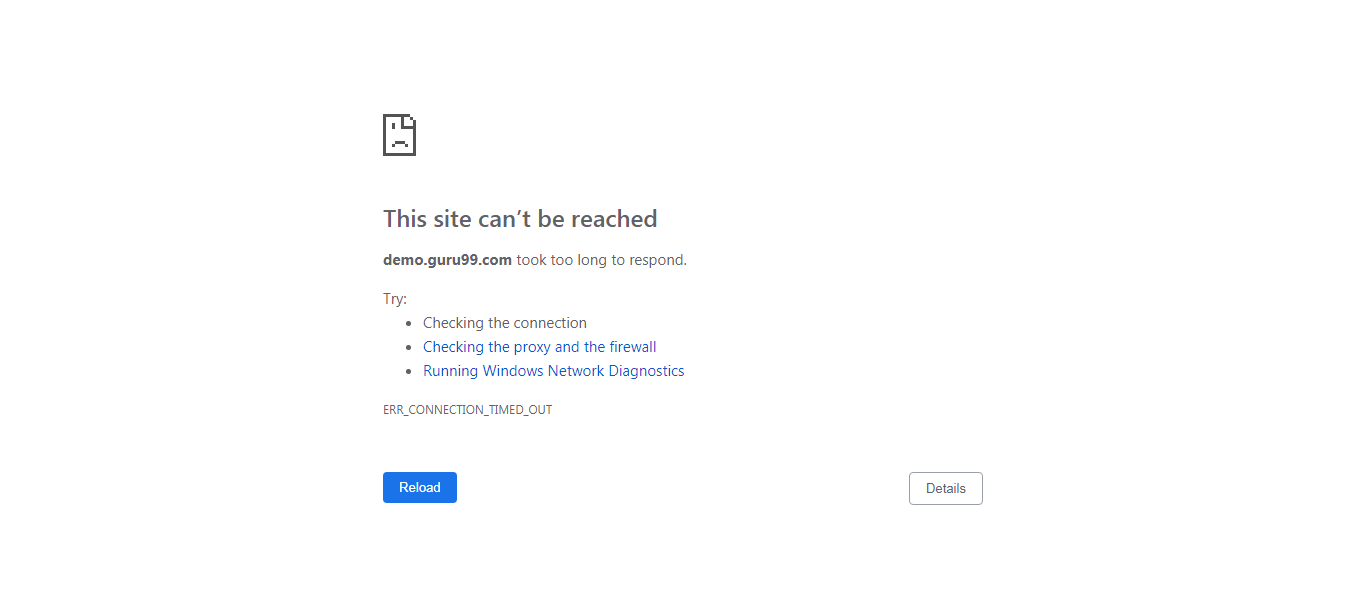 This site can’t be reached
demo.guru99.com took too long to respond.
Try:
Checking the connection
Checking the proxy and the firewall
Running Windows Network Diagnostics
ERR_CONNECTION_TIMED_OUT
Reload
Details